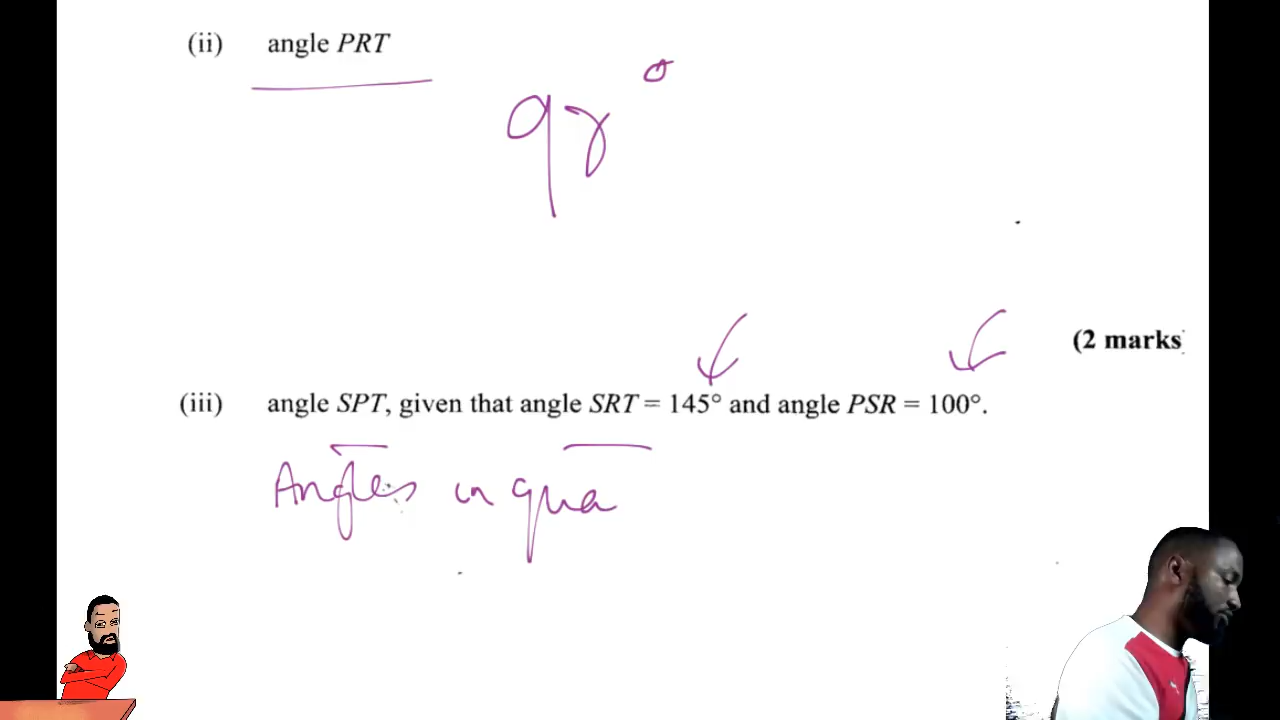 (ii) angle PRT
98°
(2 marks
(iii) angle SPT, given that angle SRT = 145° and angle PSR = 100°.
Angles in qua